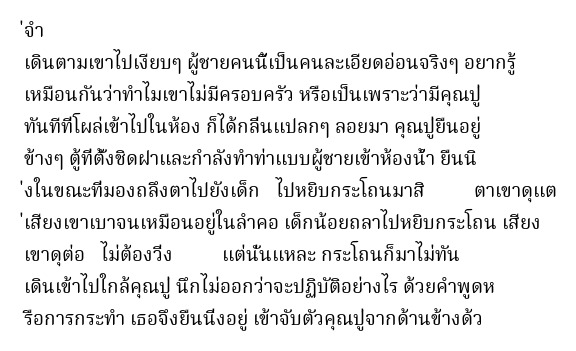 ่จำ
เดินตามเขาไปเงียบๆ ผู้ชายคนนี้เป็นคนละเอียดอ่อนจริงๆ อยากรู้
เหมือนกันว่าทำไมเขาไม่มีครอบครัว หรือเป็นเพราะว่ามีคุณปู่
ทันทีที่โผล่เข้าไปในห้อง ก็ได้กลิ่นแปลกๆ ลอยมา คุณปู่ยืนอยู่
ข้างๆ ตู้ที่ตั้งชิดฝาและกำลังทำท่าแบบผู้ชายเข้าห้องน้ำ ยืนนิ
่งในขณะที่มองถลึงตาไปยังเด็ก ไปหยิบกระโถนมาสิ ตาเขาดุแต
่เสียงเขาเบาจนเหมือนอยู่ในลำคอ เด็กน้อยถลาไปหยิบกระโถน เสียง
เขาดุต่อ ไม่ต้องวิ่ง แต่นั่นแหละ กระโถนก็มาไม่ทัน
เดินเข้าไปใกล้คุณปู่ นึกไม่ออกว่าจะปฏิบัติอย่างไร ด้วยคำพูดห
รือการกระทำ เธอจึงยืนนิ่งอยู่ เข้าจับตัวคุณปู่จากด้านข้างด้ว